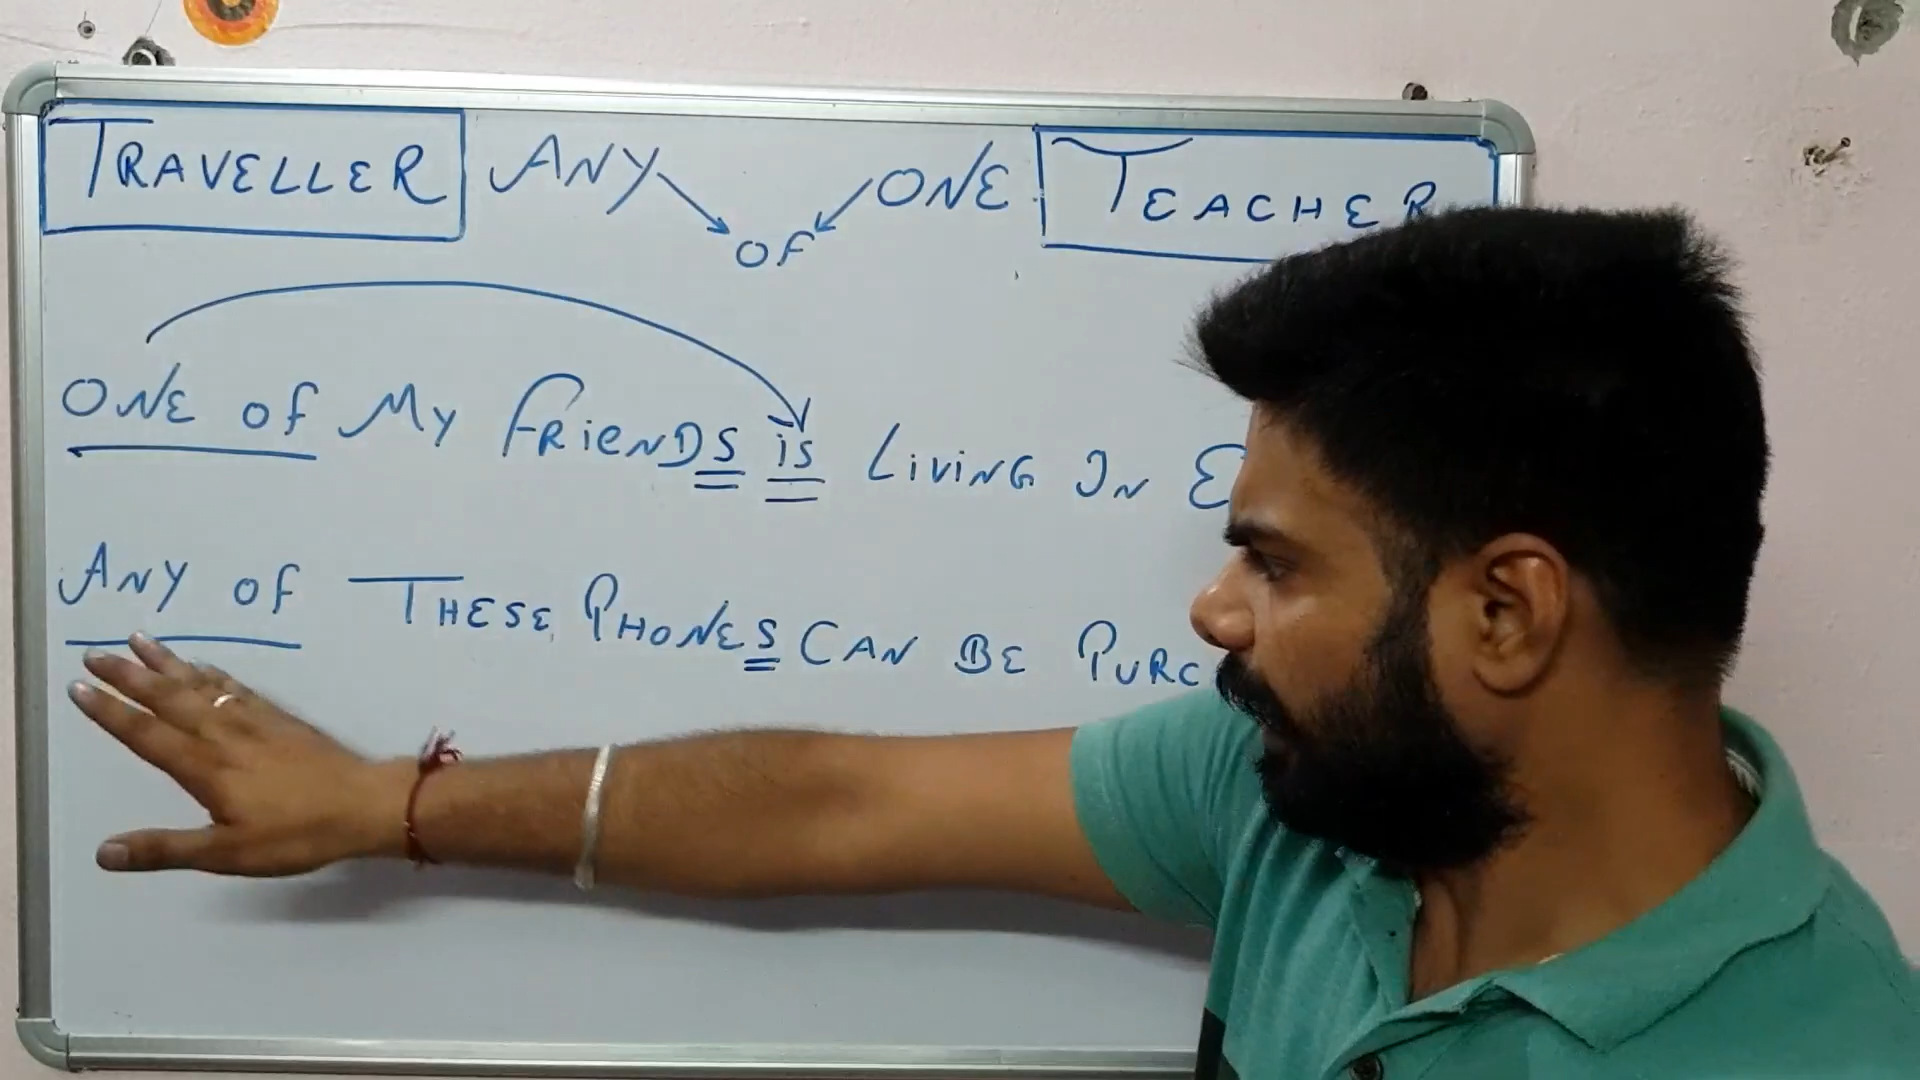 TRAVELLER ANY ONE TEACHER
OF
ONE OF MY FRIENDS is LiViNG IN
ANY OF THESE PHONES CAN BE